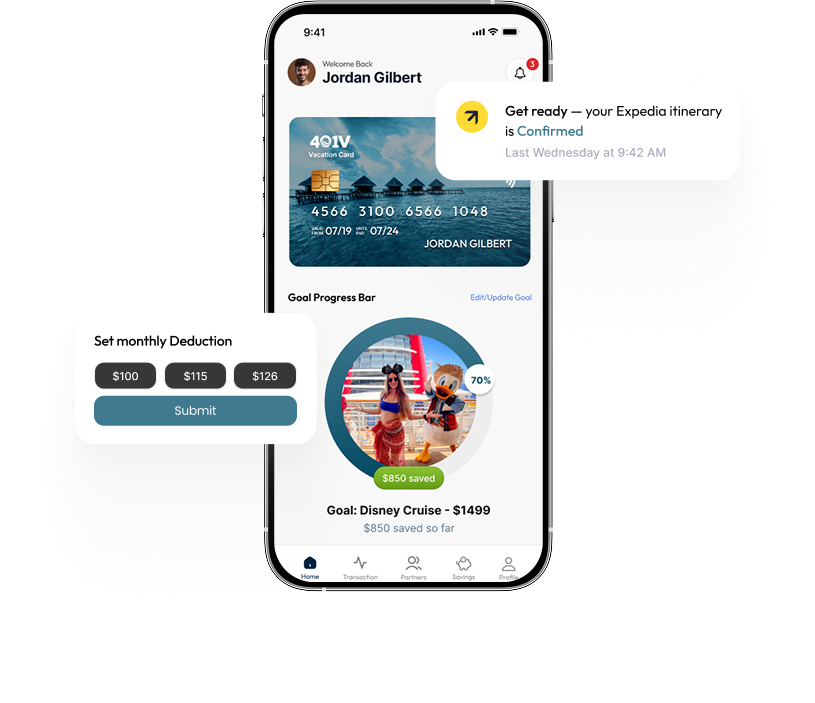 9:41
Welcome Back
Jordan Gilbert
3
Get ready — your Expedia itinerary
is Confirmed
Last Wednesday at 9:42 AM
401V
Vacation Card
4566 3100 6566 1048
VALID FROM 07/19 UNTIL END 07/24
JORDAN GILBERT
Goal Progress Bar
Edit/Update Goal
Set monthly Deduction
$100 $115 $126
Submit
70%
$850 saved
Goal: Disney Cruise - $1499
$850 saved so far
Home Transaction Partners Savings Profile